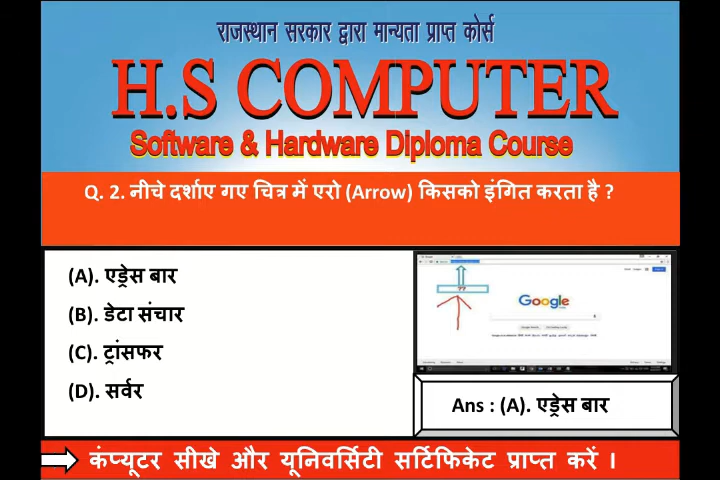 राजस्थान सरकार द्वारा मान्यता प्राप्त कोर्स
H.S COMPUTER
Software & Hardware Diploma Course
Q. 2. नीचे दर्शाए गए चित्र में एरो (Arrow) किसको इंगित करता है ?
(A). एड्रेस बार
(B). डेटा संचार
(C). ट्रांसफर
(D). सर्वर
??
Google
Ans : (A). एड्रेस बार
कंप्यूटर सीखे और यूनिवर्सिटी सर्टिफिकेट प्राप्त करें ।